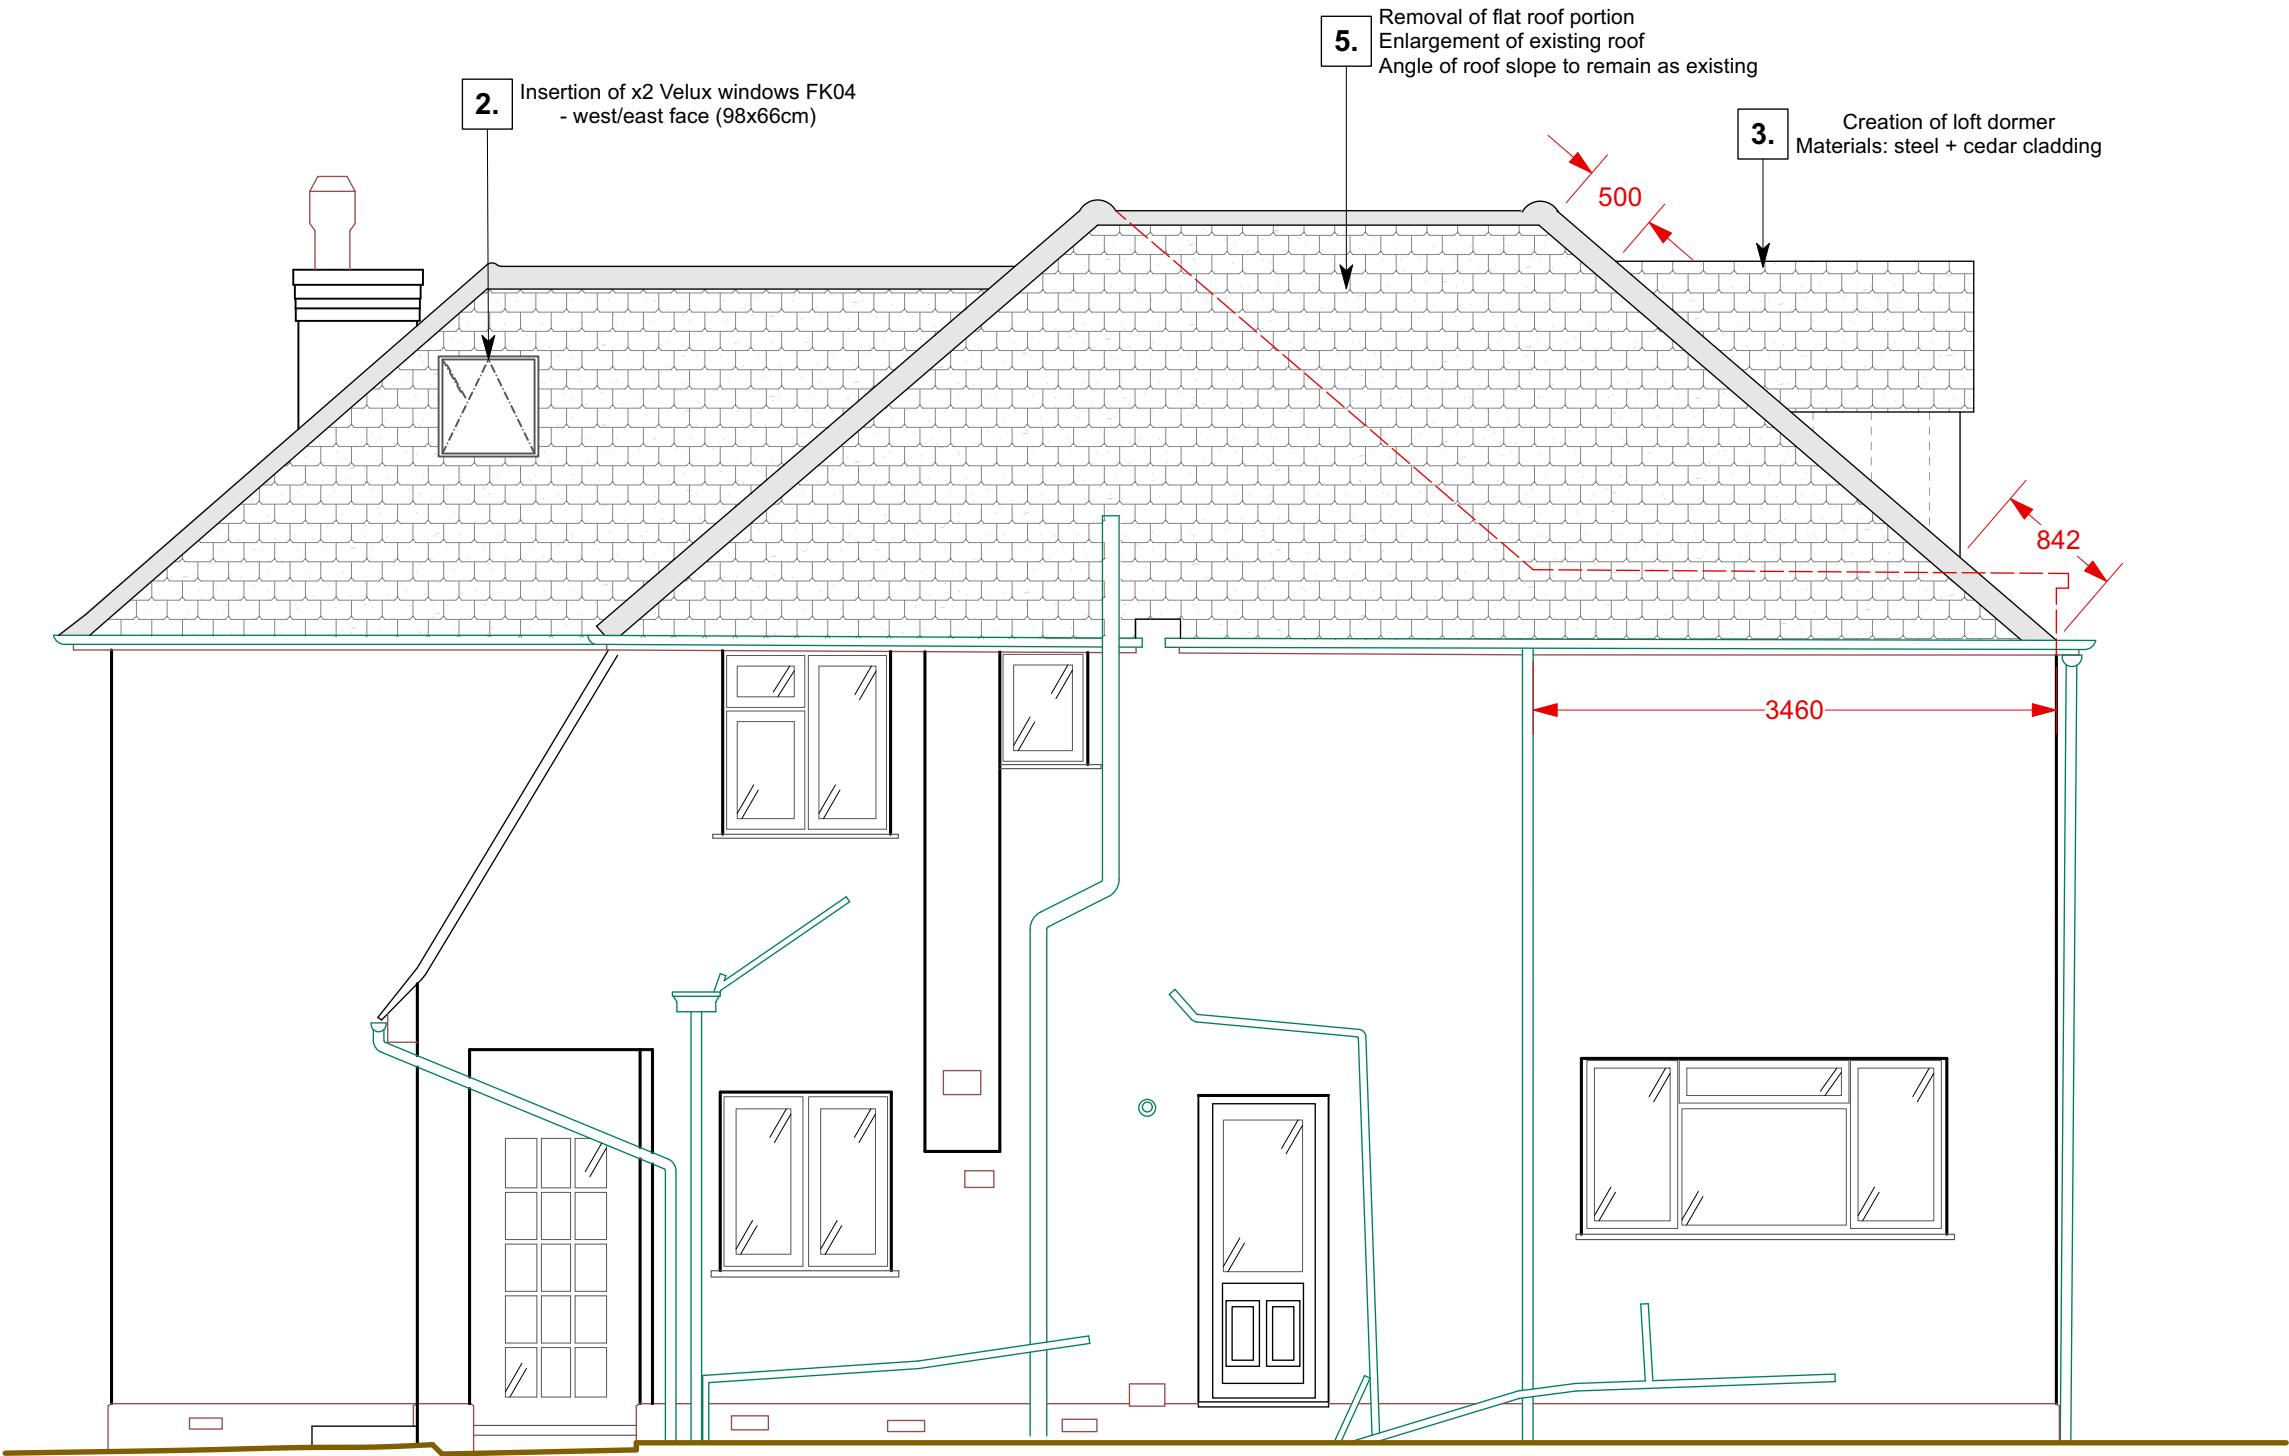 5.
Removal of flat roof portion
Enlargement of existing roof
Angle of roof slope to remain as existing
2.
Insertion of x2 Velux windows FK04
- west/east face (98x66cm)
3.
Creation of loft dormer
Materials: steel + cedar cladding
500
842
3460